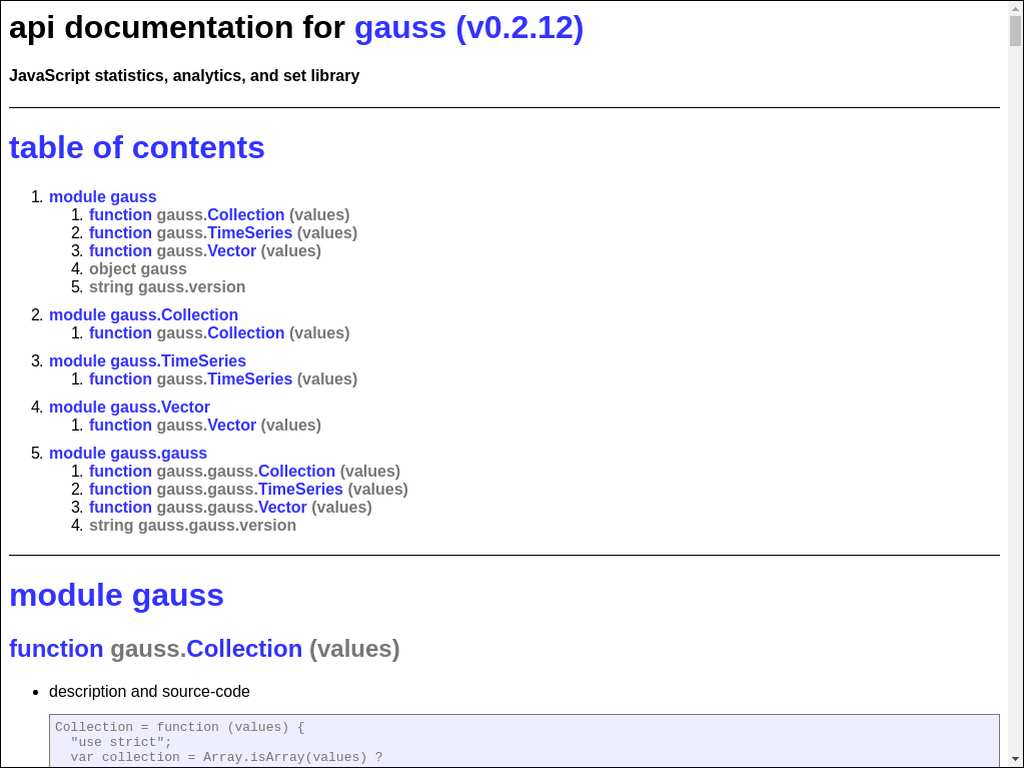 api documentation for gauss (v0.2.12)
JavaScript statistics, analytics, and set library
table of contents
1. module gauss
1. function gauss.Collection (values)
2. function gauss.TimeSeries (values)
3. function gauss.Vector (values)
4. object gauss
5. string gauss.version
2. module gauss.Collection
1. function gauss.Collection (values)
3. module gauss.TimeSeries
1. function gauss.TimeSeries (values)
4. module gauss.Vector
1. function gauss.Vector (values)
5. module gauss.gauss
1. function gauss.gauss.Collection (values)
2. function gauss.gauss.TimeSeries (values)
3. function gauss.gauss.Vector (values)
4. string gauss.gauss.version
module gauss
function gauss.Collection (values)
• description and source-code
Collection = function (values) {
"use strict";
var collection = Array.isArray(values) ?